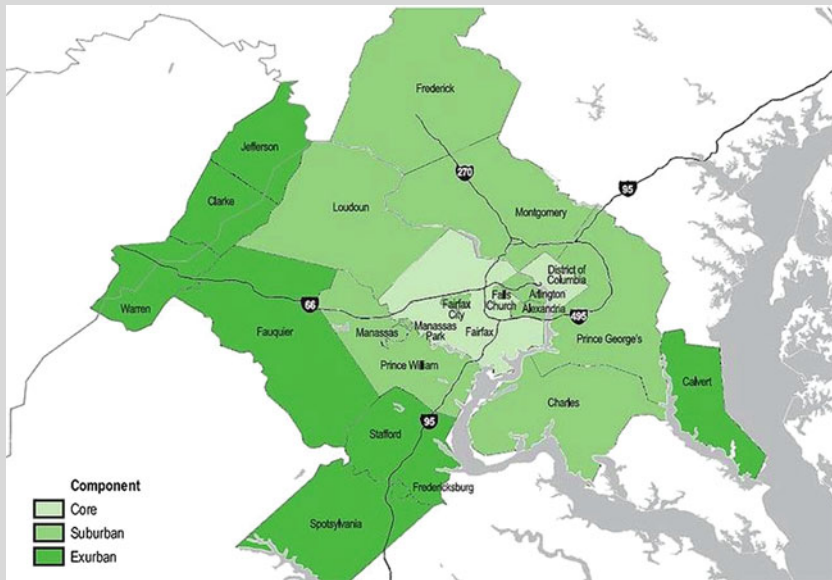 Frederick
Jefferson
270
95
Clarke
Loudoun
Montgomery
District of
Columbia
Falls
Church
Arlington
Alexandria
Fairfax
City
66
Warren
495
Fauquier
Manassas
Manassas
Park
Fairfax
Prince George's
Prince William
Calvert
Charles
95
Stafford
Fredericksburg
Spotsylvania
Component
Core
Suburban
Exurban